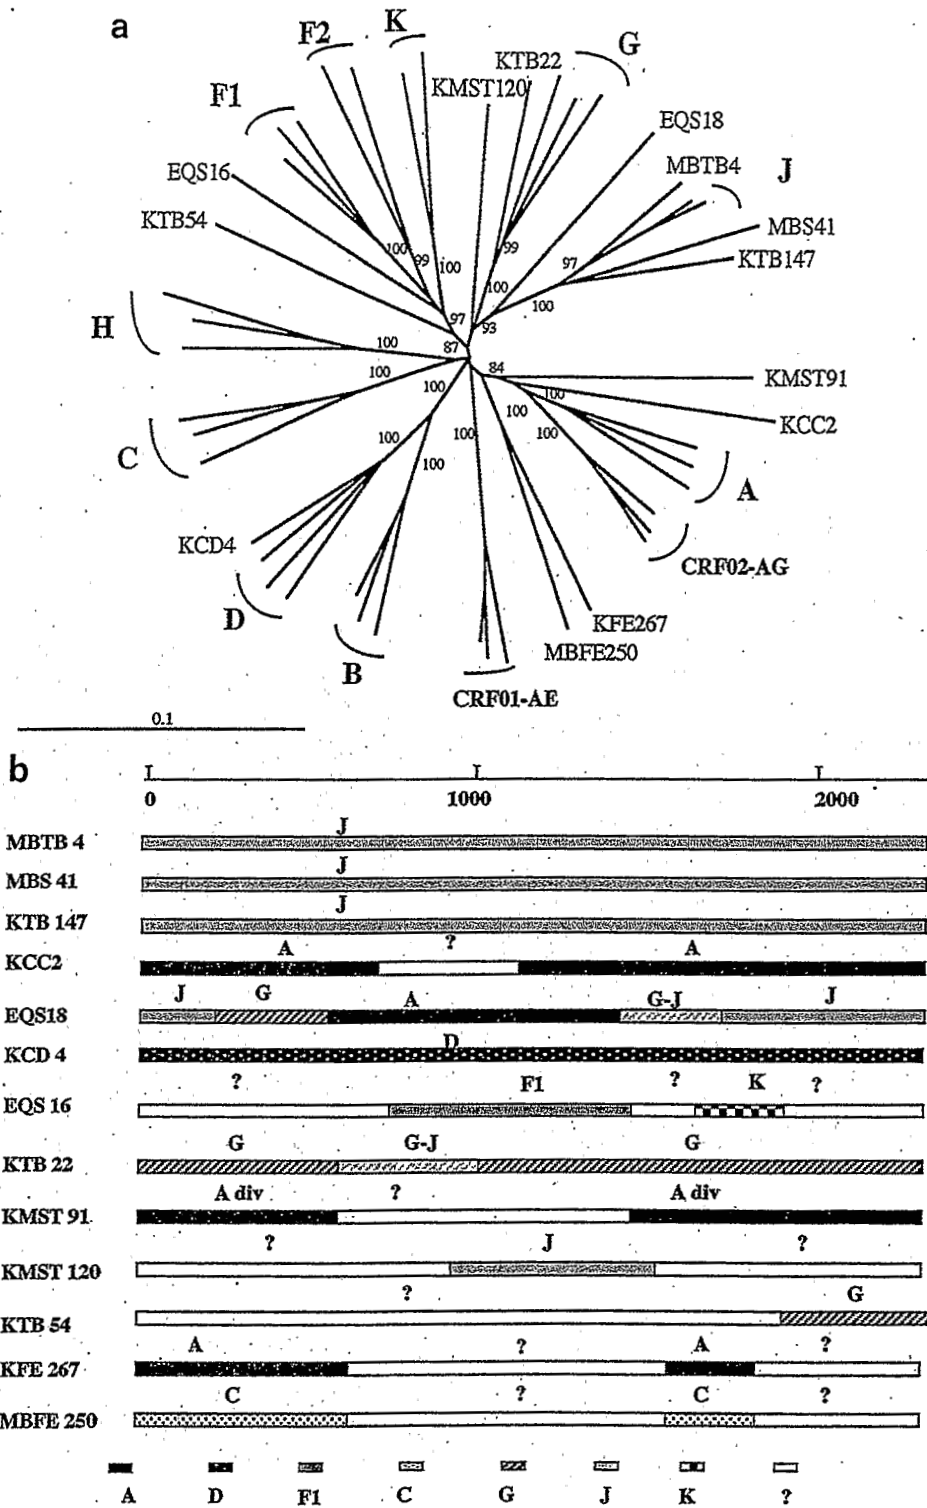 a
F2
K
G
KTB22
KMST120
F1
EQS18
EQS16
MBTB4
J
KTB54
MBS41
KTB147
100
99
100
99
97
100
100
97
93
H
100
87
84
KMST91
100
100
100
100
KCC2
C
100
100
100
A
100
KCD4
CRF02-AG
D
KFE267
MBFE250
B
CRF01-AE
0.1
b
0 1000 2000
J
MBTB 4
J
MBS 41
J
KTB 147
A ? A
KCC2
J G A G-J J
EQS18
D
KCD 4
? F1 ? K ?
EQS 16
G G-J G
KTB 22
A div ? A div
KMST 91
? J ?
KMST 120
? G
KTB 54
A ? A ?
KFE 267
C ? C ?
MBFE 250
A D F1 C G J K ?